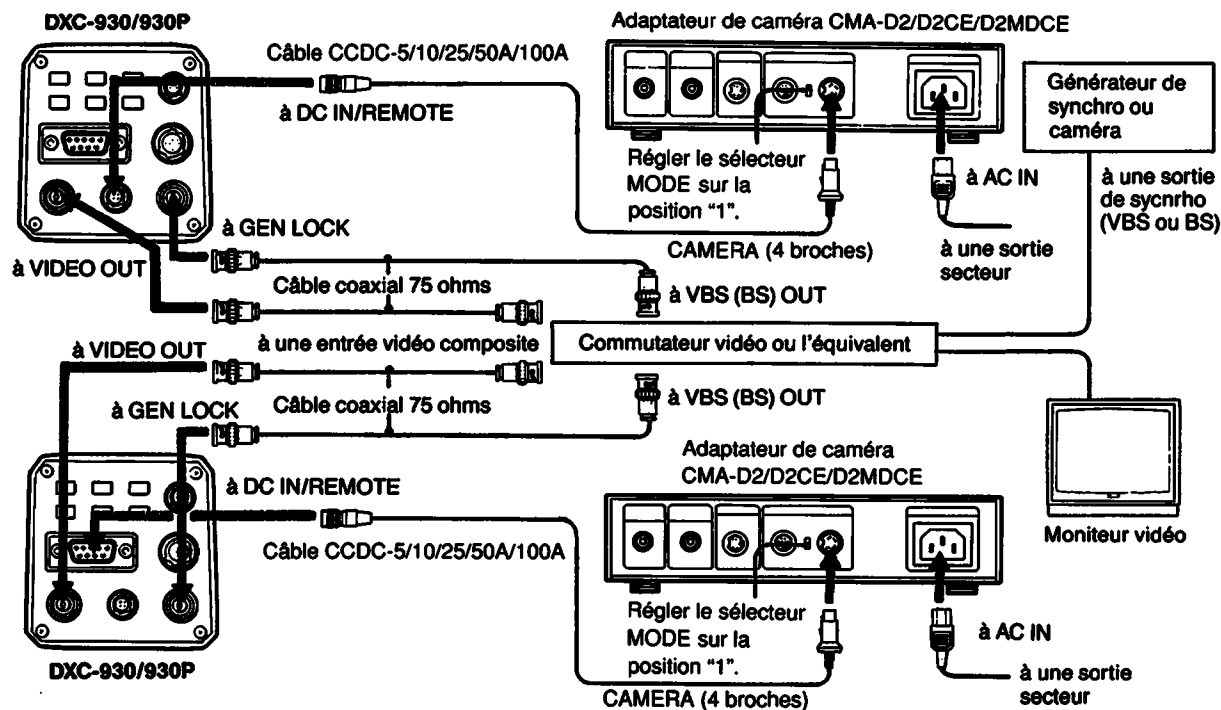 DXC-930/930P
Adaptateur de caméra CMA-D2/D2CE/D2MDCE
Câble CCDC-5/10/25/50A/100A
à DC IN/REMOTE
Générateur de
synchro ou
caméra
Régler le sélecteur
MODE sur la
position “1”.
à AC IN
à une sortie
de sycnrho
(VBS ou BS)
à GEN LOCK
CAMERA (4 broches)
à une sortie
secteur
à VIDEO OUT
Câble coaxial 75 ohms
à VBS (BS) OUT
à VIDEO OUT
à une entrée vidéo composite
Commutateur vidéo ou l’équivalent
à GEN LOCK
Câble coaxial 75 ohms
à VBS (BS) OUT
Adaptateur de caméra
CMA-D2/D2CE/D2MDCE
à DC IN/REMOTE
Câble CCDC-5/10/25/50A/100A
Moniteur vidéo
Régler le sélecteur
MODE sur la
position “1”.
à AC IN
DXC-930/930P
à une sortie
secteur
CAMERA (4 broches)